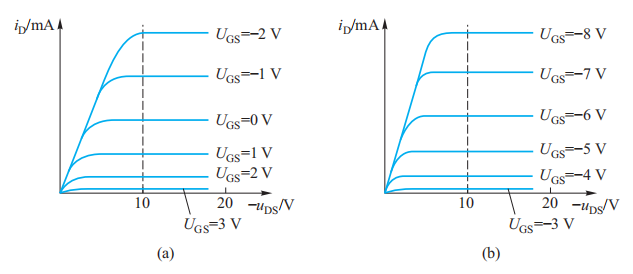 iD/mA
UGS=−2 V
UGS=−1 V
UGS=0 V
UGS=1 V
UGS=2 V
10
20
−uDS/V
UGS=3 V
(a)
iD/mA
UGS=−8 V
UGS=−7 V
UGS=−6 V
UGS=−5 V
UGS=−4 V
10
20
−uDS/V
UGS=−3 V
(b)